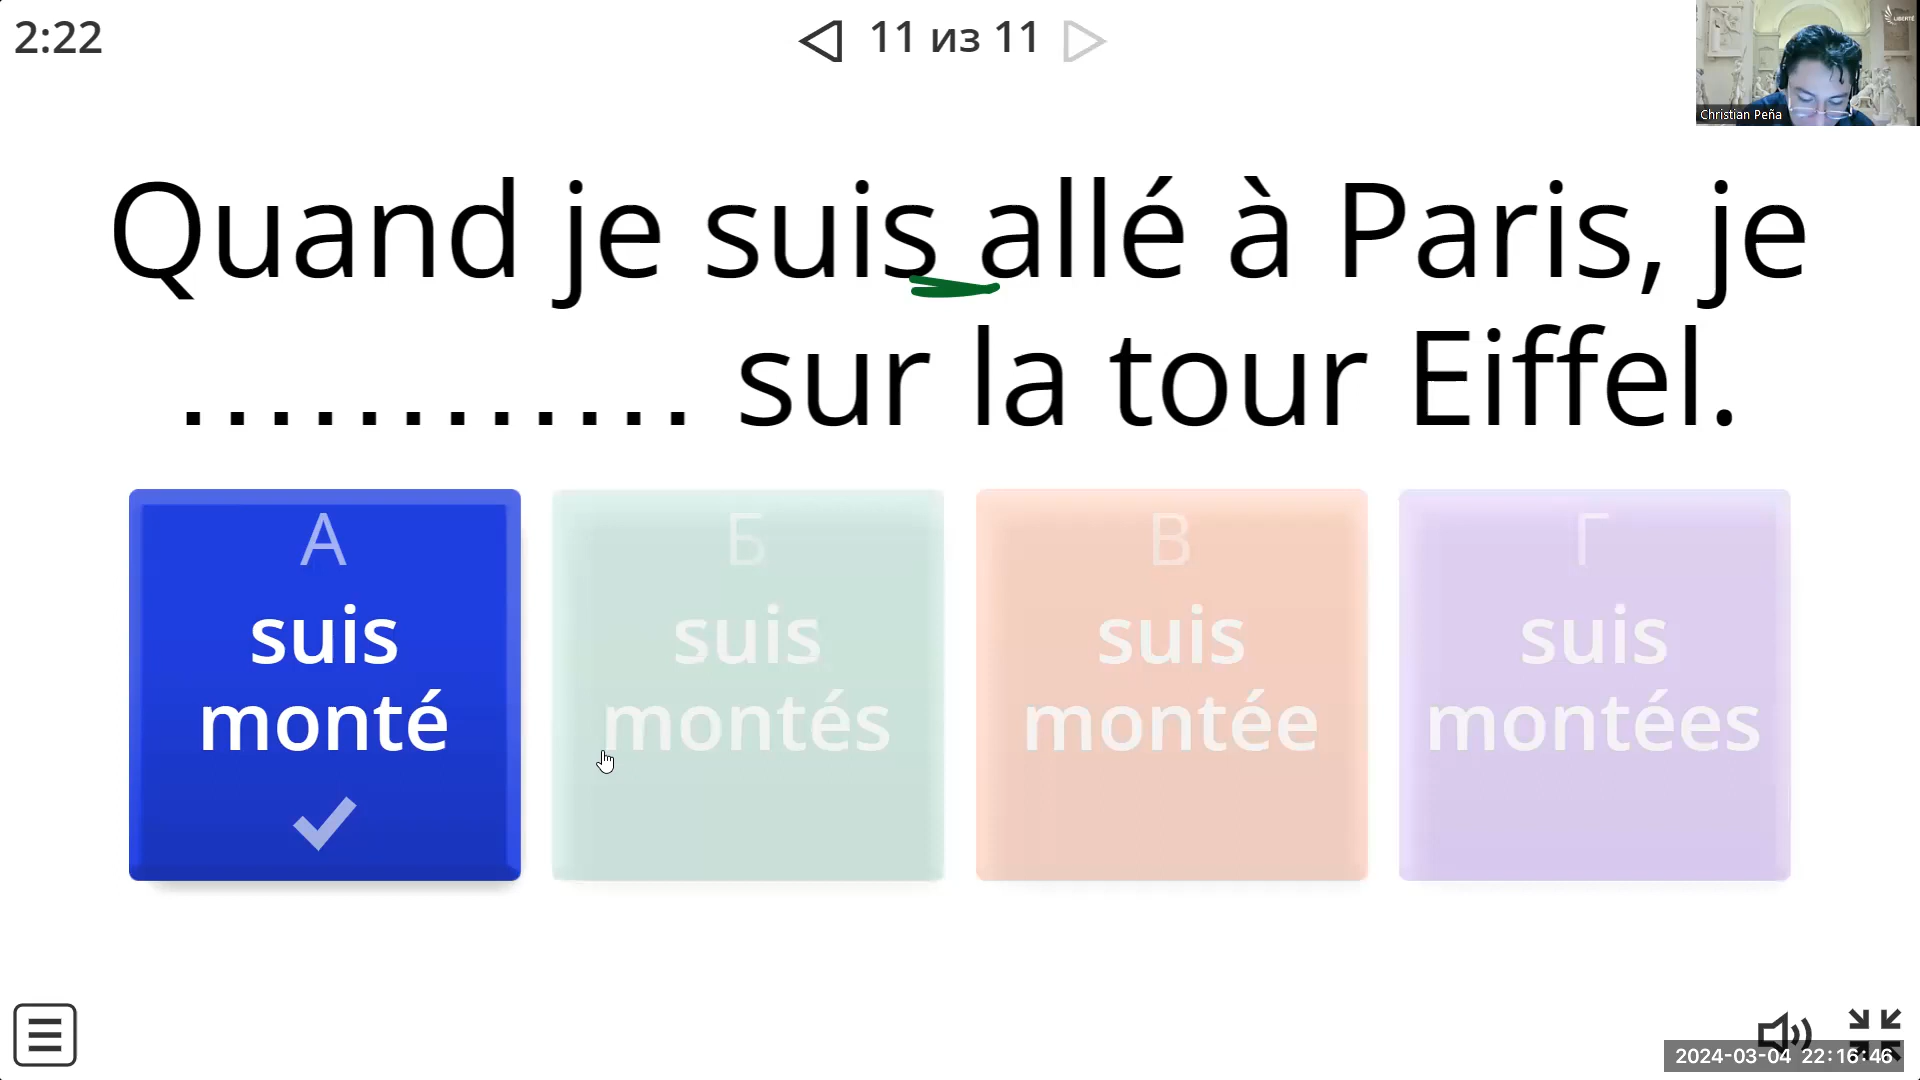 2:22
11 из 11
LIBERTÉ
Christian Peña
Quand je suis allé à Paris, je
............ sur la tour Eiffel.
А
suis
monté
Б
suis
montés
В
suis
montée
Г
suis
montées
2024-03-04 22:16:46